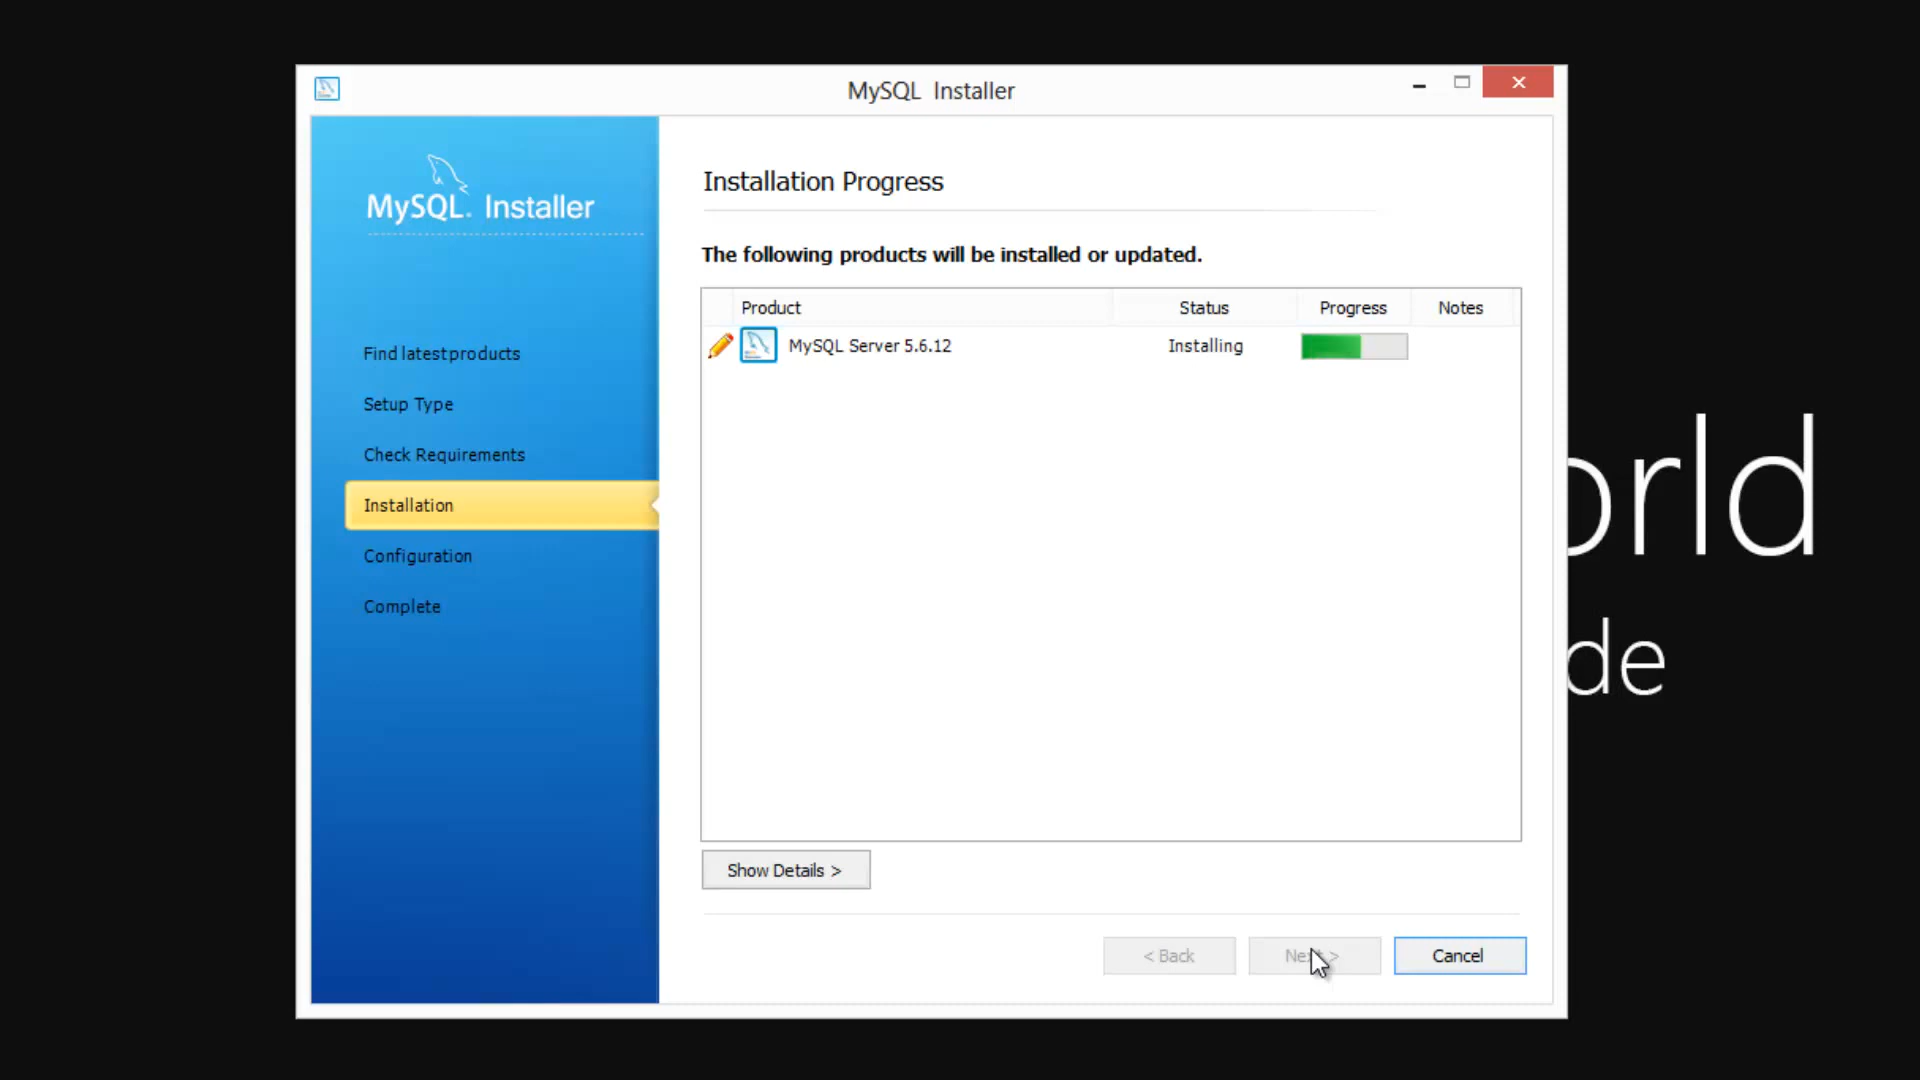 MySQL Installer
MySQL. Installer
Find latest products
Setup Type
Check Requirements
Installation
Configuration
Complete
Installation Progress
The following products will be installed or updated.
Product Status Progress Notes
MySQL Server 5.6.12 Installing
Show Details >
< Back Next > Cancel
orld
de